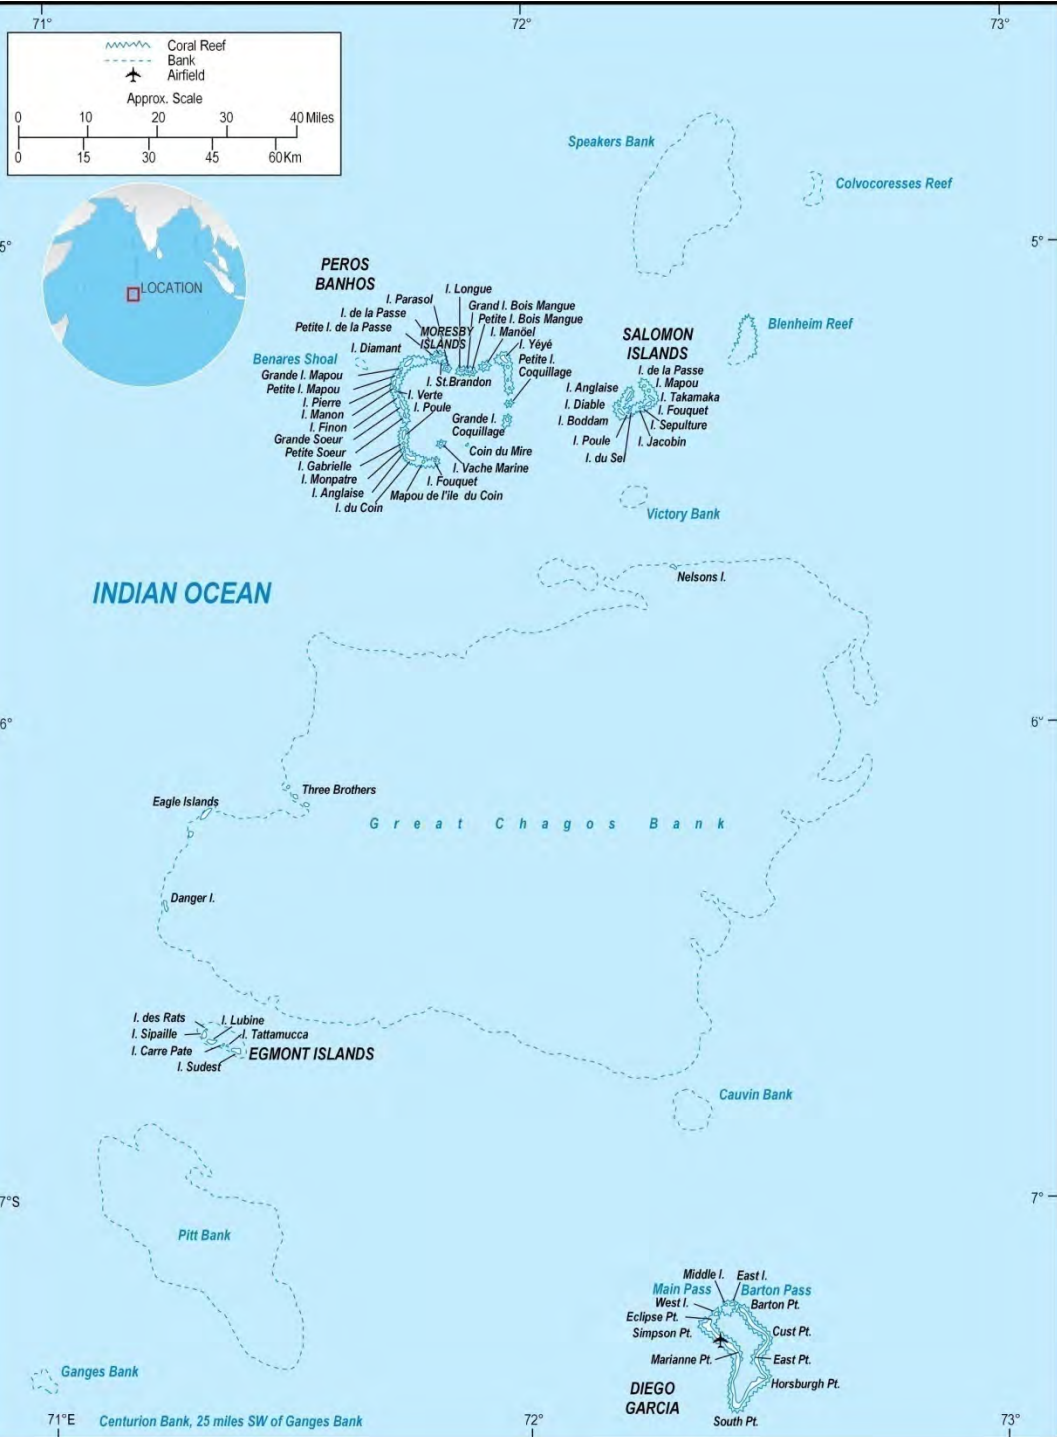 71°
72°
73°
Coral Reef
Bank
Airfield
Approx. Scale
0 10 20 30 40 Miles
0 15 30 45 60Km
LOCATION
Speakers Bank
Colvocoresses Reef
5°
5°
PEROS
BANHOS
I. Longue
I. Parasol
Grand I. Bois Mangue
I. de la Passe
Petite I. Bois Mangue
Petite I. de la Passe
MORESBY
ISLANDS
I. Manöel
I. Yéyé
I. Diamant
Petite I.
Coquillage
Benares Shoal
Grande I. Mapou
I. St.Brandon
Petite I. Mapou
I. Verte
I. Pierre
I. Poule
I. Manon
I. Finon
Grande I.
Coquillage
Grande Soeur
Petite Soeur
Coin du Mire
I. Gabrielle
I. Vache Marine
I. Monpatre
I. Fouquet
I. Anglaise
Mapou de l'ile du Coin
I. du Coin
SALOMON
ISLANDS
Blenheim Reef
I. de la Passe
I. Mapou
I. Anglaise
I. Takamaka
I. Diable
I. Fouquet
I. Boddam
I. Sepulture
I. Poule
I. Jacobin
I. du Sel
Victory Bank
INDIAN OCEAN
Nelsons I.
6°
6°
Three Brothers
Eagle Islands
Great Chagos Bank
Danger I.
I. des Rats
I. Lubine
I. Sipaille
I. Tattamucca
I. Carre Pate
EGMONT ISLANDS
I. Sudest
Cauvin Bank
7°S
7°
Pitt Bank
Middle I.
East I.
Main Pass
Barton Pass
West I.
Barton Pt.
Eclipse Pt.
Simpson Pt.
Cust Pt.
Marianne Pt.
East Pt.
Horsburgh Pt.
DIEGO
GARCIA
South Pt.
Ganges Bank
Centurion Bank, 25 miles SW of Ganges Bank
71°E
72°
73°